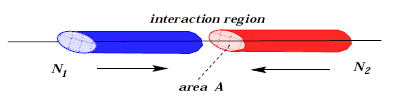 interaction region
N1
N2
area A